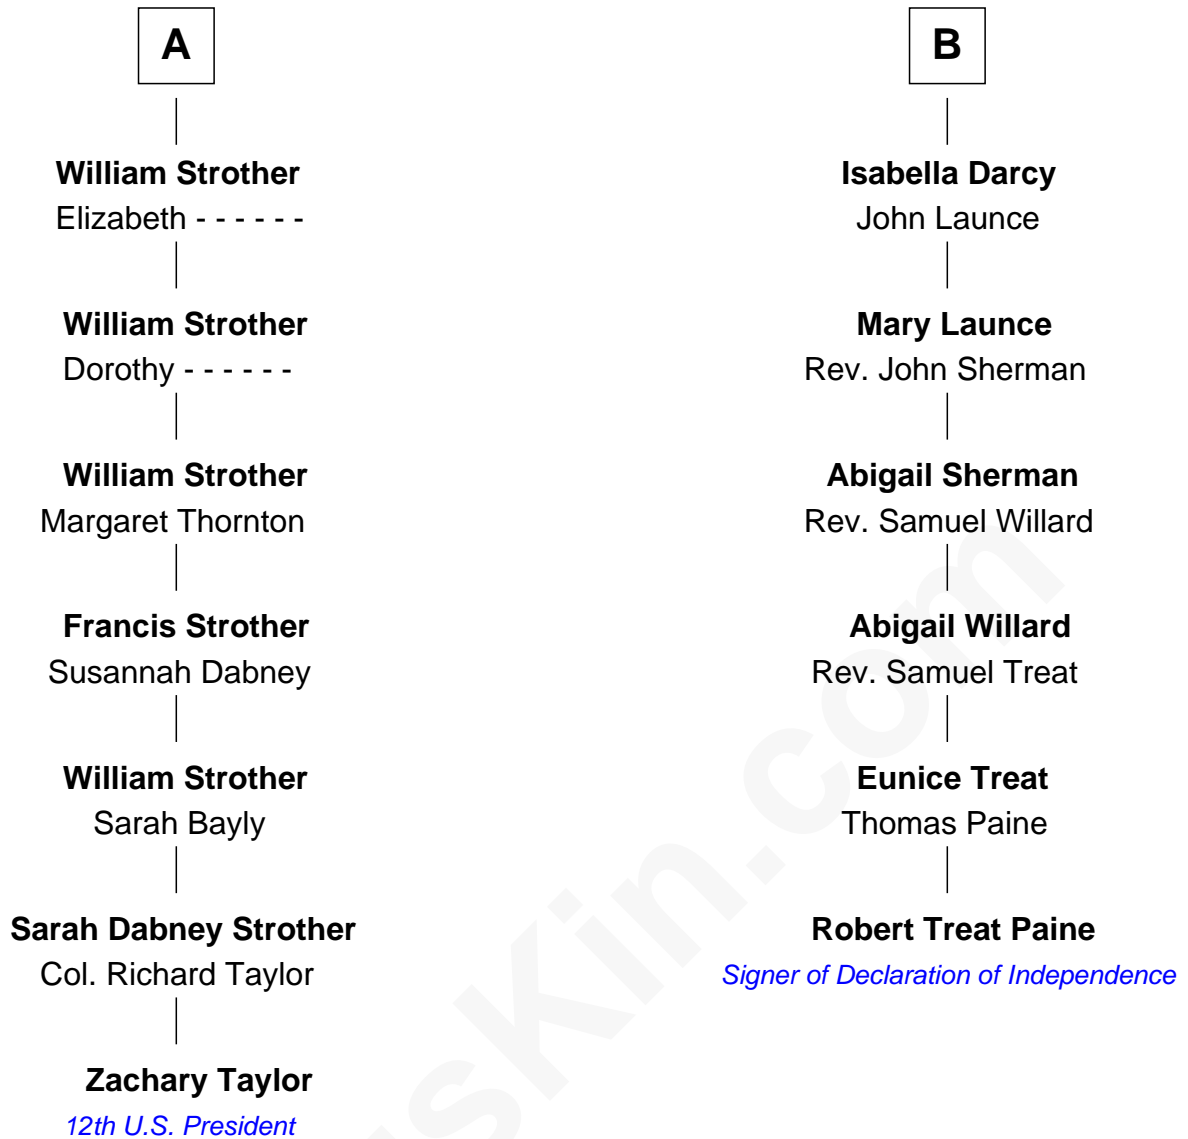 A
William Strother
Elizabeth - - - - - -
William Strother
Dorothy - - - - - -
William Strother
Margaret Thornton
Francis Strother
Susannah Dabney
William Strother
Sarah Bayly
Sarah Dabney Strother
Col. Richard Taylor
Zachary Taylor
12th U.S. President
B
Isabella Darcy
John Launce
Mary Launce
Rev. John Sherman
Abigail Sherman
Rev. Samuel Willard
Abigail Willard
Rev. Samuel Treat
Eunice Treat
Thomas Paine
Robert Treat Paine
Signer of Declaration of Independence
sKin.com